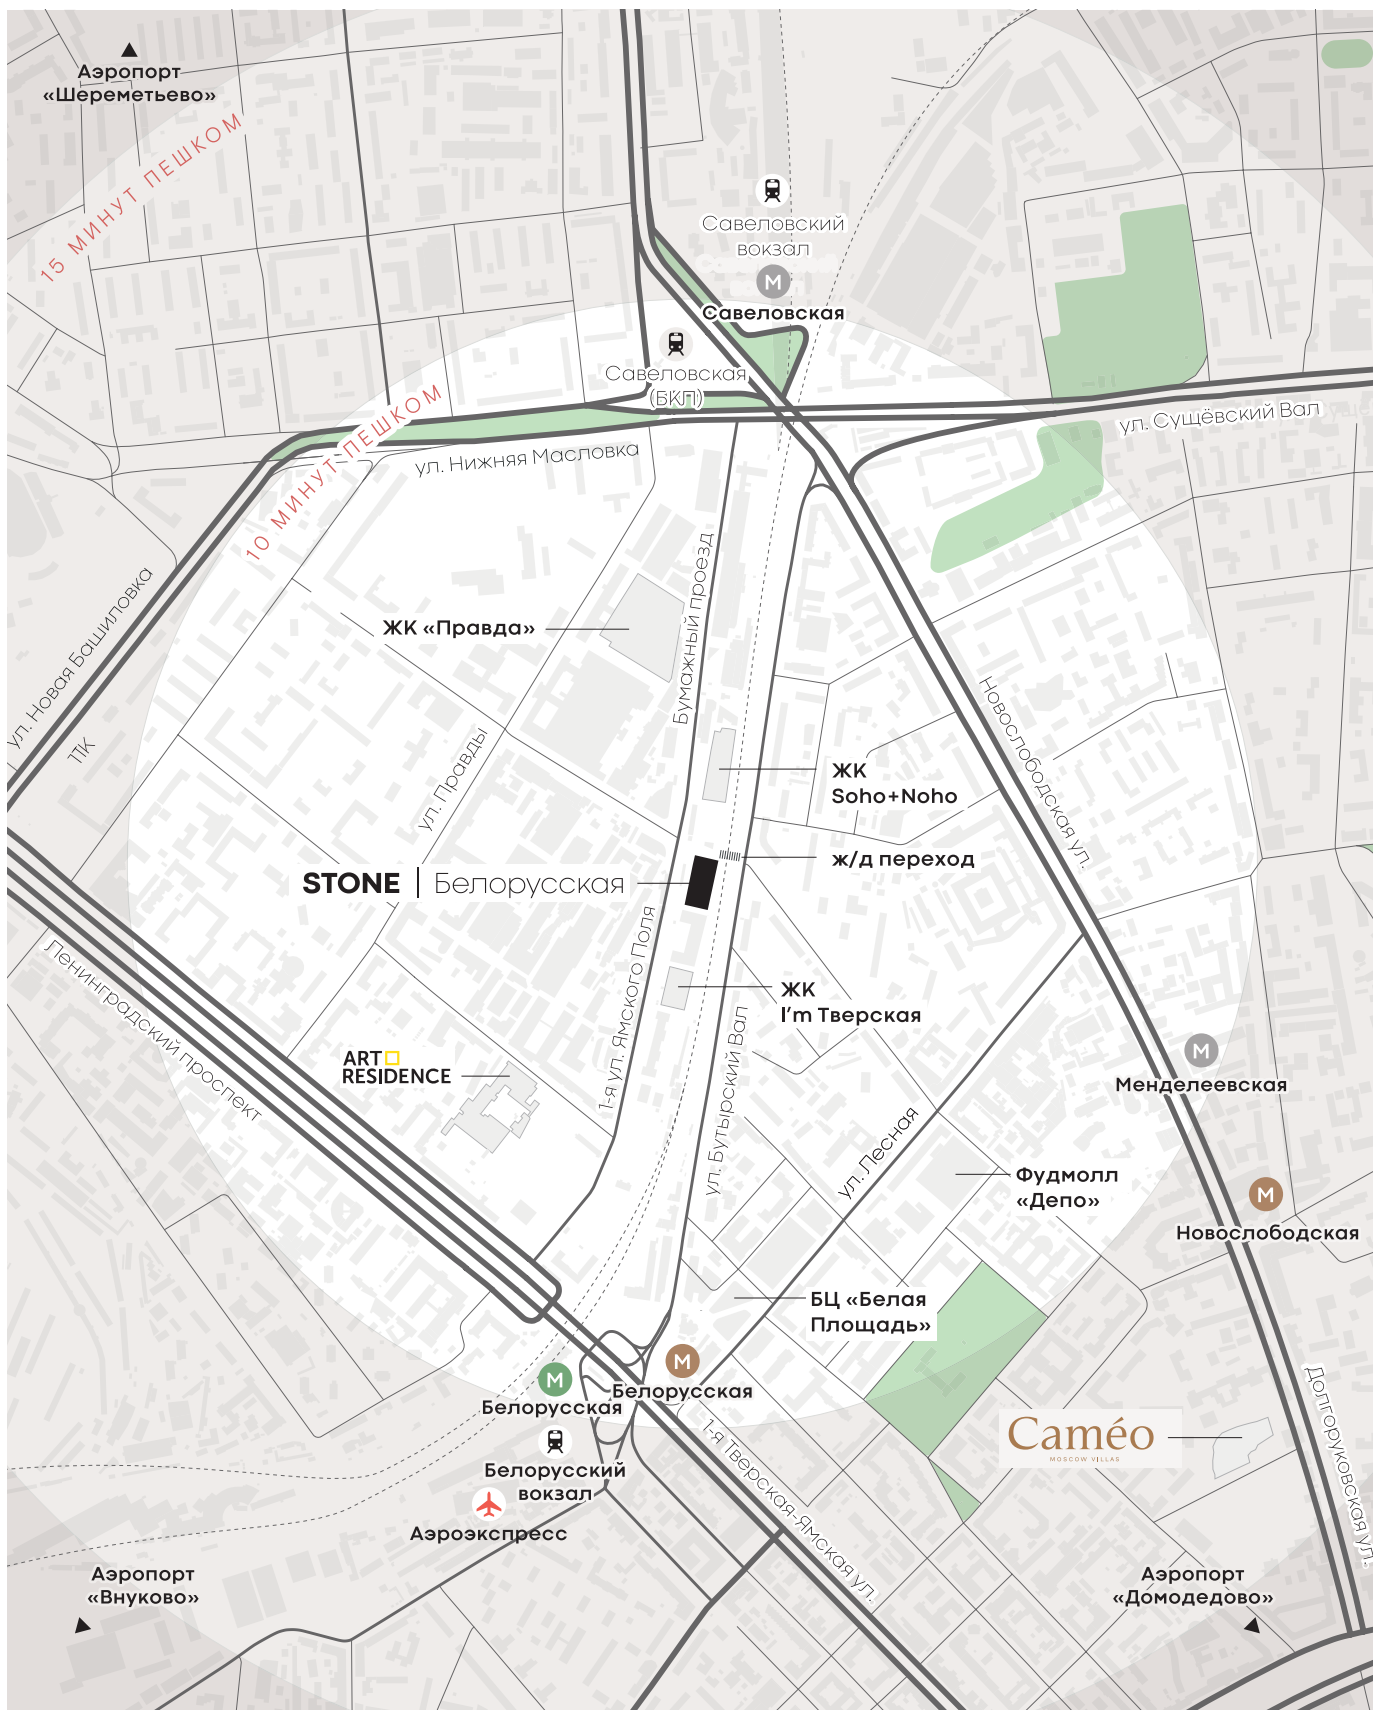 Аэропорт
«Шереметьево»
15 МИНУТ ПЕШКОМ
Савеловский
вокзал
М
Савеловская
Савеловская
(БКЛ)
10 МИНУТ ПЕШКОМ
ул. Сущёвский Вал
ул. Нижняя Масловка
ул. Новая Башиловка
ТТК
Бумажный проезд
ЖК «Правда»
ул. Правды
Новослободская ул.
ЖК
Soho+Noho
ж/д переход
STONE | Белорусская
Ленинградский проспект
1-я ул. Ямского Поля
ЖК
I'm Тверская
ул. Бутырский Вал
ART
RESIDENCE
М
Менделеевская
ул. Лесная
Фудмолл
«Депо»
М
Новослободская
БЦ «Белая
Площадь»
М
Белорусская
М
Белорусская
Белорусский
вокзал
Аэроэкспресс
1-я Тверская-Ямская ул.
Caméo
MOSCOW VILLAS
Долгоруковская ул.
Аэропорт
«Внуково»
Аэропорт
«Домодедово»